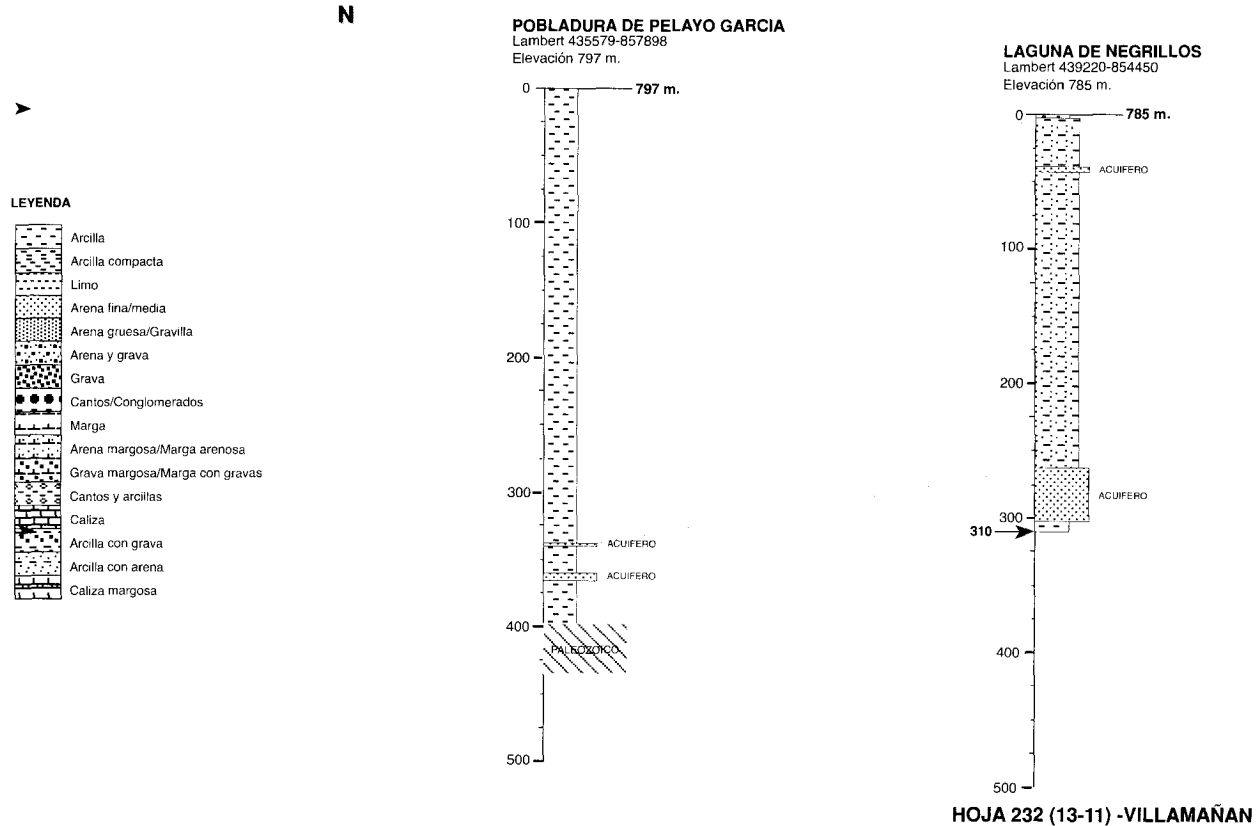 N
POBLADURA DE PELAYO GARCIA
Lambert 435579-857898
Elevación 797 m.
0
797 m.
100
200
300
ACUIFERO
ACUIFERO
400
PALEOZOICO
500
LAGUNA DE NEGRILLOS
Lambert 439220-854450
Elevación 785 m.
0
785 m.
ACUIFERO
100
200
ACUIFERO
300
310
400
500
LEYENDA
Arcilla
Arcilla compacta
Limo
Arena fina/media
Arena gruesa/Gravilla
Arena y grava
Grava
Cantos/Conglomerados
Marga
Arena margosa/Marga arenosa
Grava margosa/Marga con gravas
Cantos y arcillas
Caliza
Arcilla con grava
Arcilla con arena
Caliza margosa
HOJA 232 (13-11) -VILLAMAÑAN